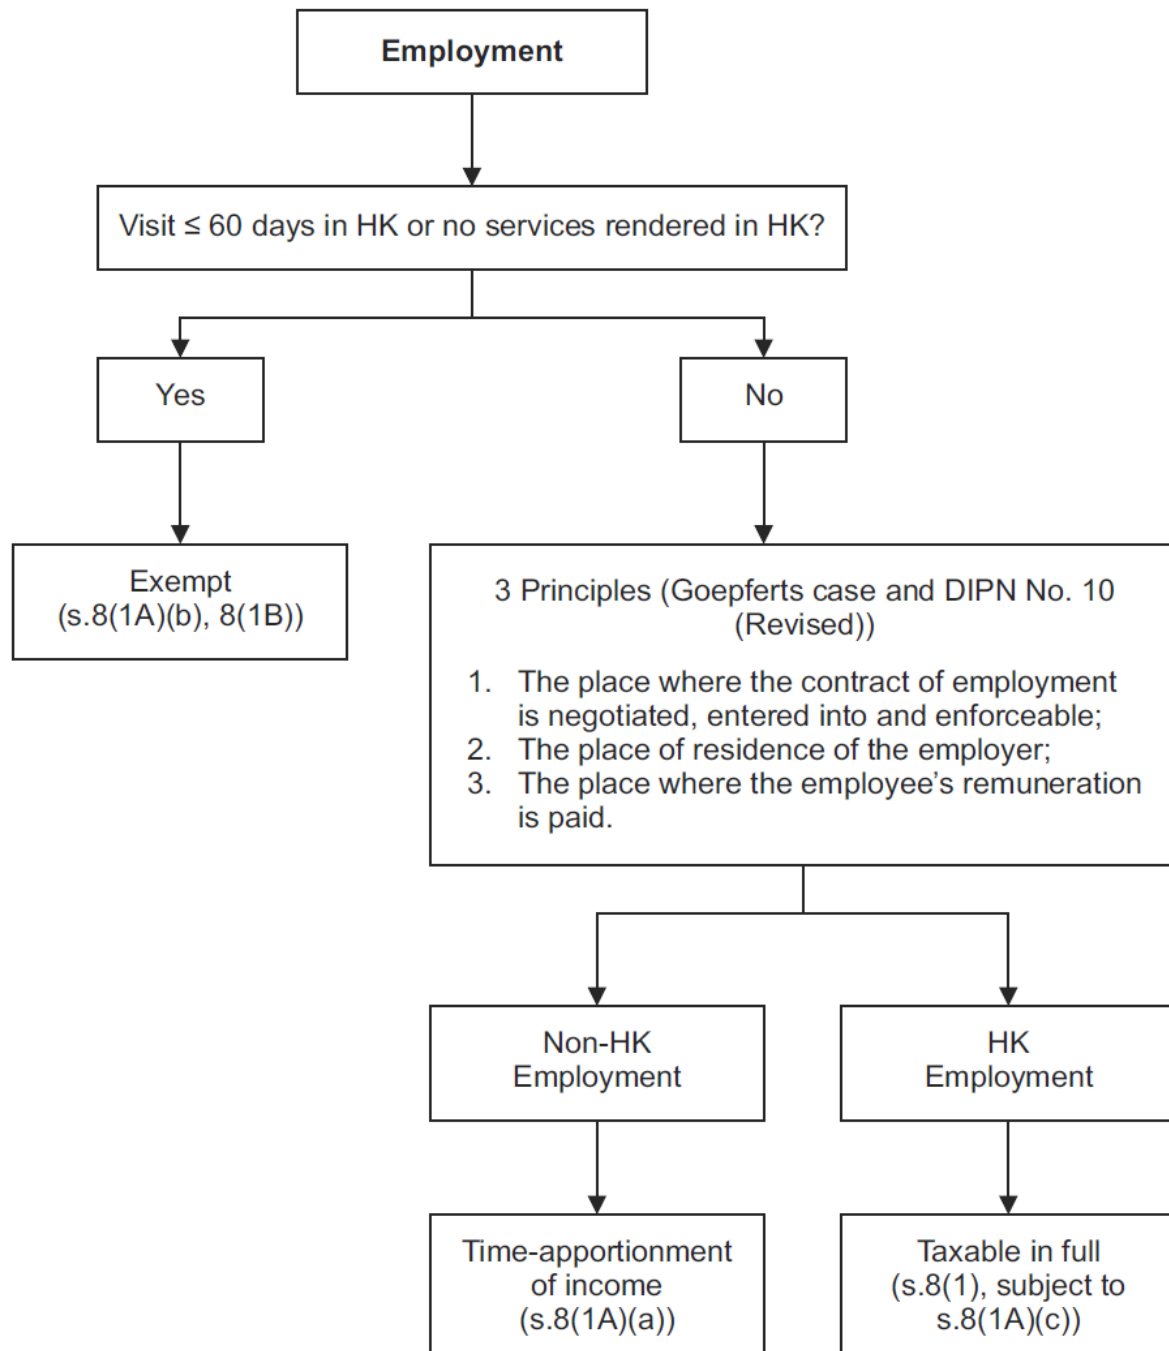 Employment
Visit ≤ 60 days in HK or no services rendered in HK?
Yes
No
Exempt
(s.8(1A)(b), 8(1B))
3 Principles (Goepferts case and DIPN No. 10
(Revised))
1. The place where the contract of employment
is negotiated, entered into and enforceable;
2. The place of residence of the employer;
3. The place where the employee’s remuneration
is paid.
Non-HK
Employment
HK
Employment
Time-apportionment
of income
(s.8(1A)(a))
Taxable in full
(s.8(1), subject to
s.8(1A)(c))